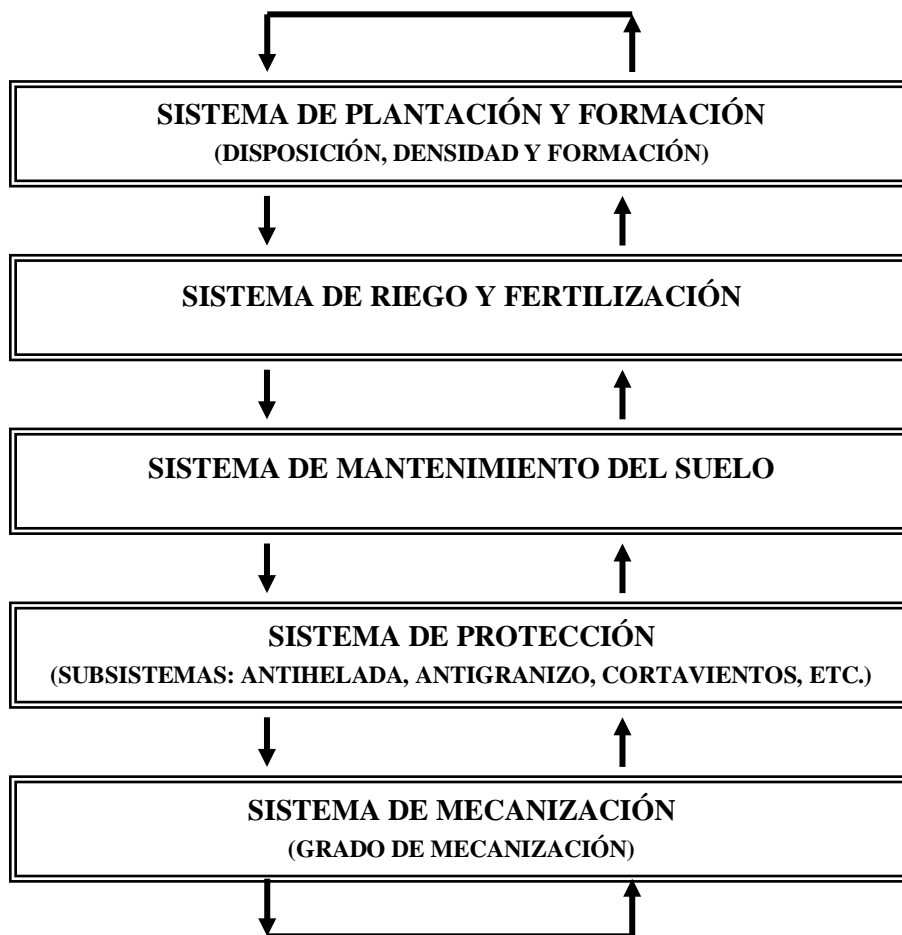 SISTEMA DE PLANTACIÓN Y FORMACIÓN
(DISPOSICIÓN, DENSIDAD Y FORMACIÓN)
SISTEMA DE RIEGO Y FERTILIZACIÓN
SISTEMA DE MANTENIMIENTO DEL SUELO
SISTEMA DE PROTECCIÓN
(SUBSISTEMAS: ANTIHELADA, ANTIGRANIZO, CORTAVIENTOS, ETC.)
SISTEMA DE MECANIZACIÓN
(GRADO DE MECANIZACIÓN)